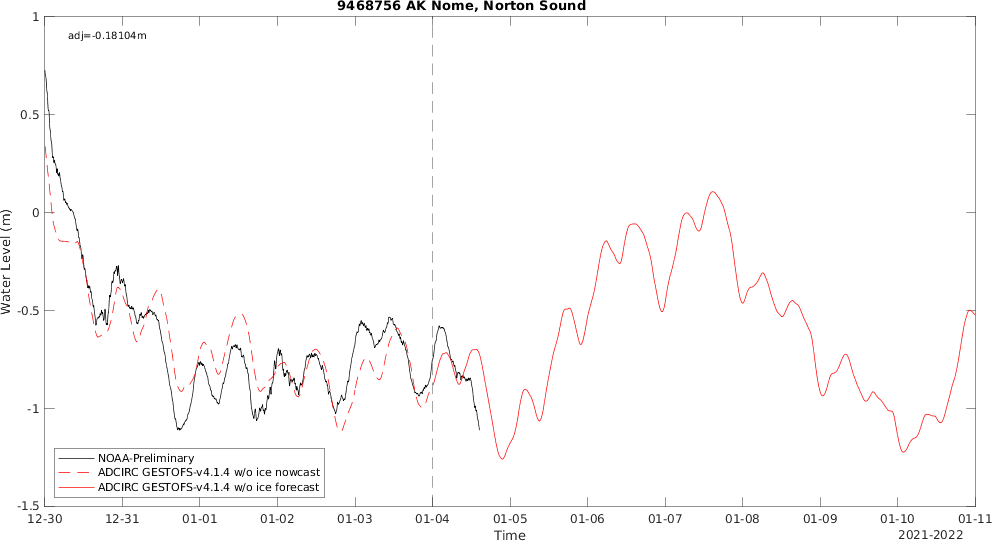 9468756 AK Nome, Norton Sound
adj=-0.18104m
Water Level (m)
1
0.5
0
-0.5
-1
-1.5
NOAA-Preliminary
ADCIRC GESTOFS-v4.1.4 w/o ice nowcast
ADCIRC GESTOFS-v4.1.4 w/o ice forecast
12-30 12-31 01-01 01-02 01-03 01-04 01-05 01-06 01-07 01-08 01-09 01-10 01-11
Time
2021-2022